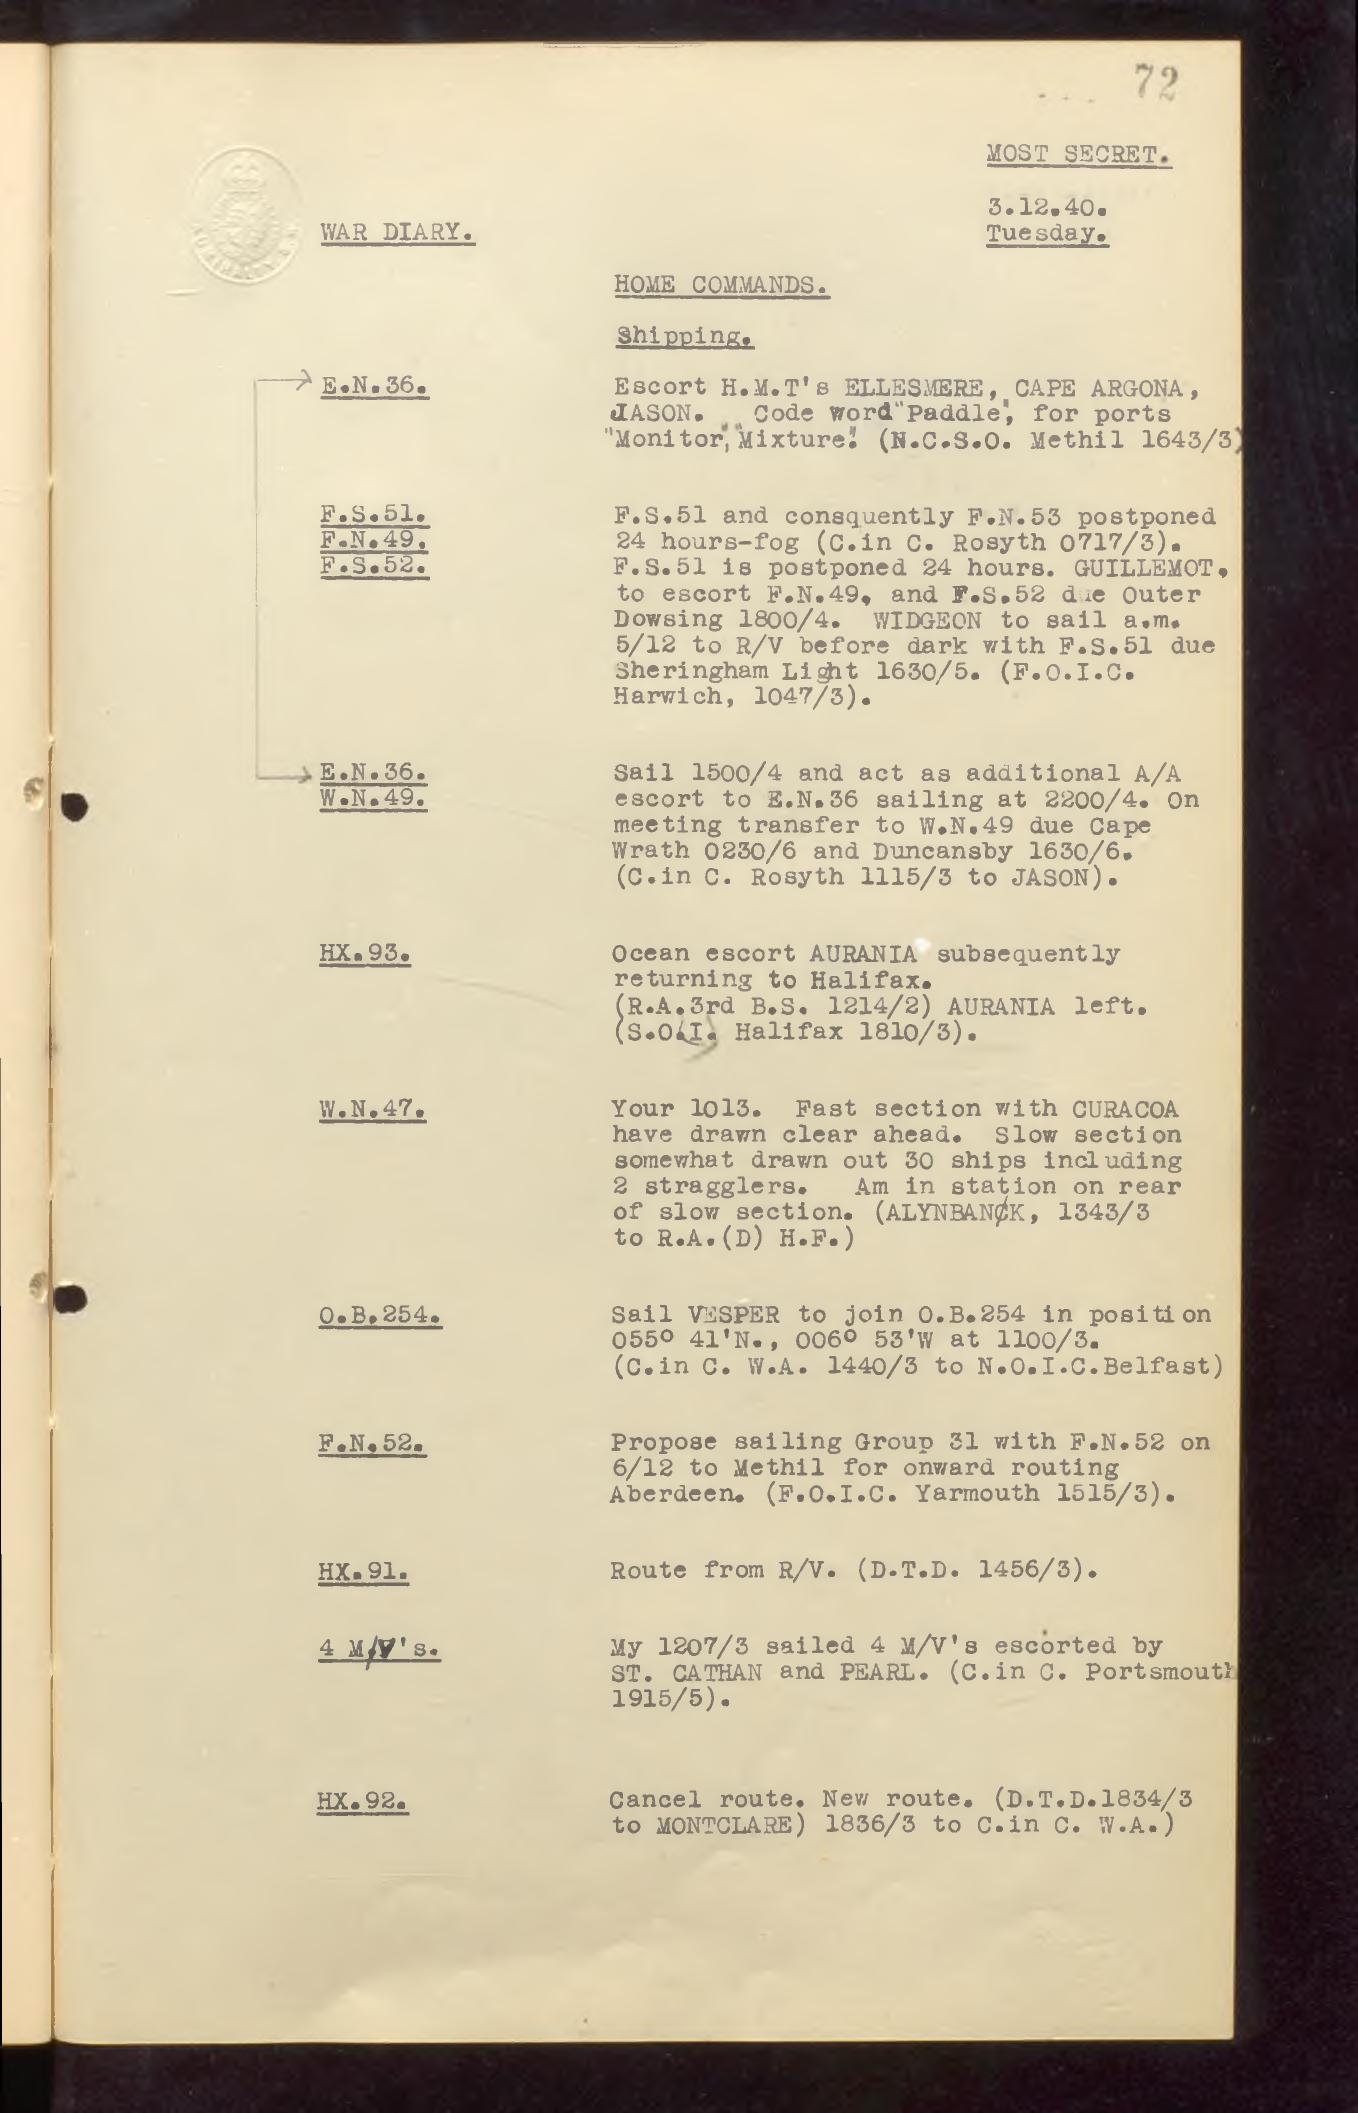 72
MOST SECRET.
3.12.40.
WAR DIARY. Tuesday.
HOME COMMANDS.
Shipping.
E.N.36. Escort H.M.T's ELLESMERE, CAPE ARGONA,
JASON. Code word "Paddle", for ports
"Monitor", "Mixture". (N.C.S.O. Methil 1643/3)
F.S.51. F.S.51 and consquently F.N.53 postponed
F.N.49. 24 hours-fog (C.in C. Rosyth 0717/3).
F.S.52. F.S.51 is postponed 24 hours. GUILLEMOT,
to escort F.N.49, and F.S.52 due Outer
Dowsing 1800/4. WIDGEON to sail a.m.
5/12 to R/V before dark with F.S.51 due
Sheringham Light 1630/5. (F.O.I.C.
Harwich, 1047/3).
E.N.36. Sail 1500/4 and act as additional A/A
W.N.49. escort to E.N.36 sailing at 2200/4. On
meeting transfer to W.N.49 due Cape
Wrath 0230/6 and Duncansby 1630/6.
(C.in C. Rosyth 1115/3 to JASON).
HX.93. Ocean escort AURANIA subsequently
returning to Halifax.
(R.A.3rd B.S. 1214/2) AURANIA left.
(S.O.I. Halifax 1810/3).
W.N.47. Your 1013. Fast section with CURACOA
have drawn clear ahead. Slow section
somewhat drawn out 30 ships including
2 stragglers. Am in station on rear
of slow section. (ALYNBANK, 1343/3
to R.A.(D) H.F.)
O.B.254. Sail VESPER to join O.B.254 in position
055° 41'N., 006° 53'W at 1100/3.
(C.in C. W.A. 1440/3 to N.O.I.C.Belfast)
F.N.52. Propose sailing Group 31 with F.N.52 on
6/12 to Methil for onward routing
Aberdeen. (F.O.I.C. Yarmouth 1515/3).
HX.91. Route from R/V. (D.T.D. 1456/3).
4 M/V's. My 1207/3 sailed 4 M/V's escorted by
ST. CATHAN and PEARL. (C.in C. Portsmouth
1915/5).
HX.92. Cancel route. New route. (D.T.D.1834/3
to MONTCLARE) 1836/3 to C.in C. W.A.)